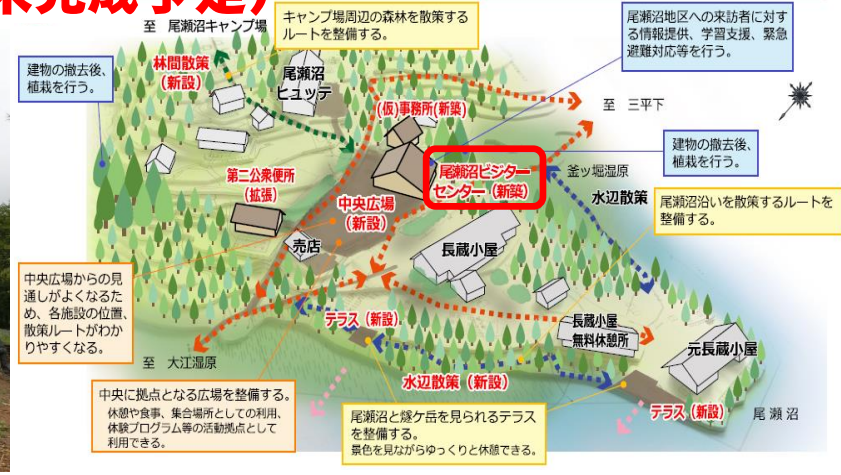 末完成予定)
至 尾瀬沼キャンプ場
キャンプ場周辺の森林を散策する
ルートを整備する。
尾瀬沼地区への来訪者に対す
る情報提供、学習支援、緊急
避難対応等を行う。
建物の撤去後、
植栽を行う。
林間散策
(新設)
尾瀬沼
ヒュッテ
(仮)事務所(新築)
至 三平下
建物の撤去後、
植栽を行う。
第二公衆便所
(拡張)
中央広場
(新設)
尾瀬沼ビジター
センター(新築)
釜ッ堀湿原
水辺散策
尾瀬沼沿いを散策するルートを
整備する。
売店
長蔵小屋
中央広場からの見
通しがよくなるた
め、各施設の位置、
散策ルートがわか
りやすくなる。
テラス(新設)
長蔵小屋
無料休憩所
元長蔵小屋
至 大江湿原
水辺散策(新設)
中央に拠点となる広場を整備する。
休憩や食事、集合場所としての利用、
体験プログラム等の活動拠点として
利用できる。
尾瀬沼と燧ケ岳を見られるテラス
を整備する。
景色を見ながらゆっくりと休憩できる。
テラス(新設)
尾瀬沼